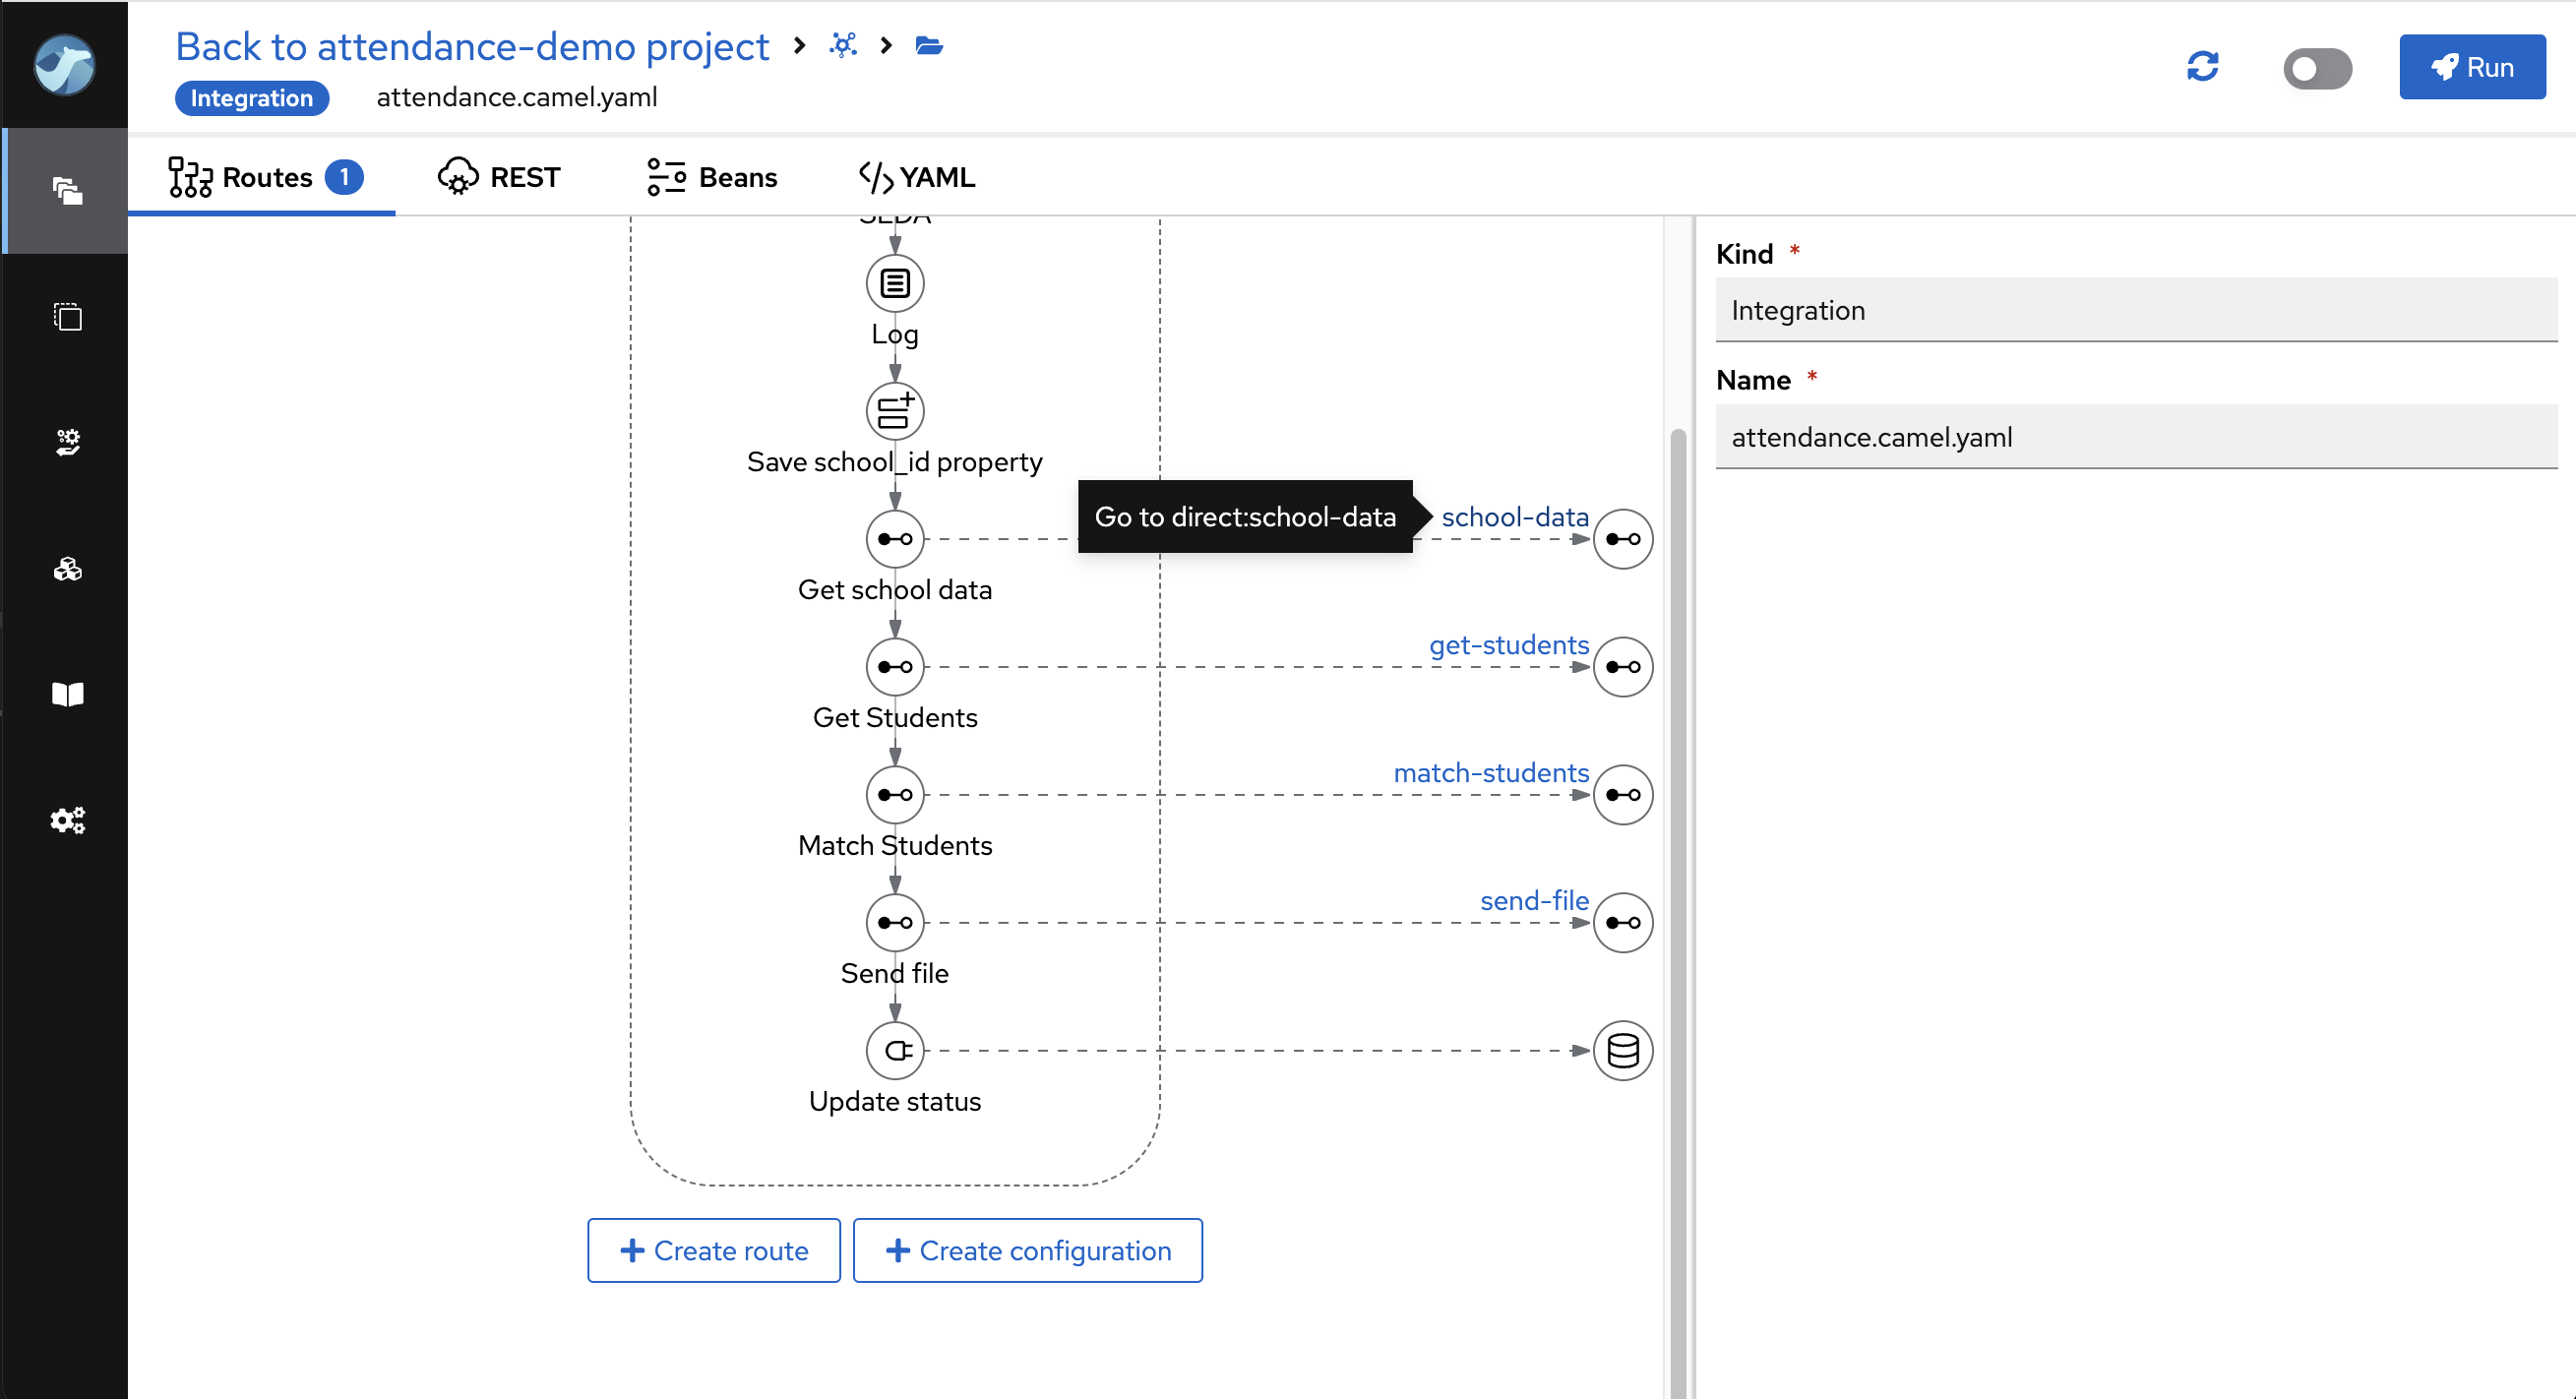 Back to attendance-demo project
Integration attendance.camel.yaml
Run
Routes 1 REST Beans YAML
SEDA
Log
Save school_id property
Go to direct:school-data school-data
Get school data
get-students
Get Students
match-students
Match Students
send-file
Send file
Update status
Create route Create configuration
Kind *
Integration
Name *
attendance.camel.yaml